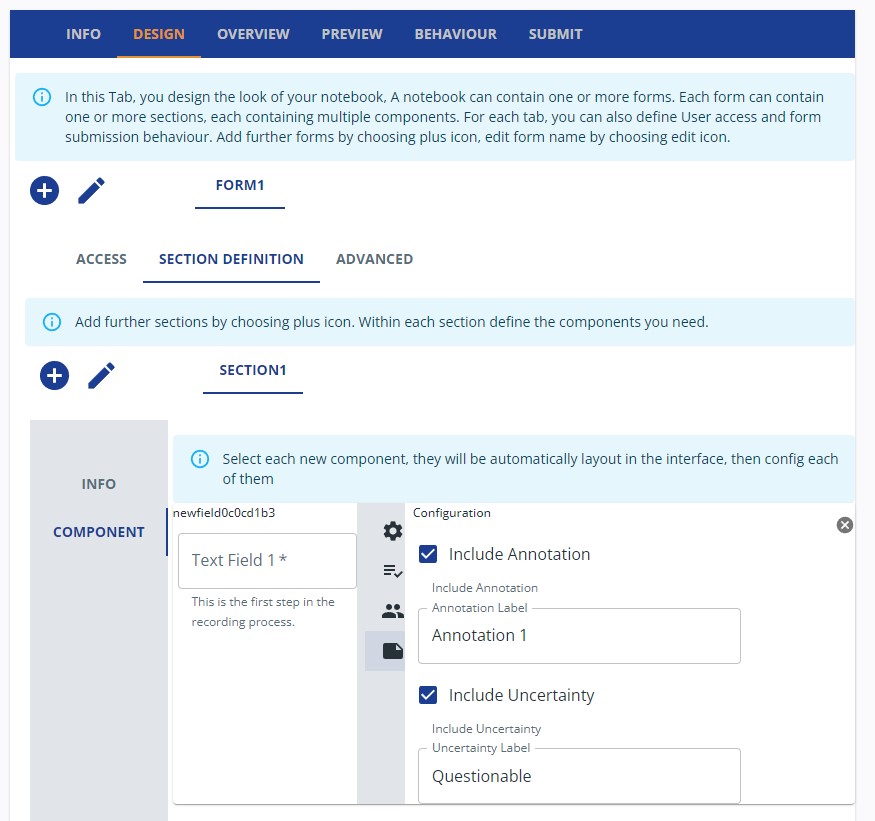 INFO DESIGN OVERVIEW PREVIEW BEHAVIOUR SUBMIT
In this Tab, you design the look of your notebook, A notebook can contain one or more forms. Each form can contain
one or more sections, each containing multiple components. For each tab, you can also define User access and form
submission behaviour. Add further forms by choosing plus icon, edit form name by choosing edit icon.
FORM1
ACCESS SECTION DEFINITION ADVANCED
Add further sections by choosing plus icon. Within each section define the components you need.
SECTION1
INFO
COMPONENT
Select each new component, they will be automatically layout in the interface, then config each
of them
newfield0c0cd1b3
Text Field 1 *
This is the first step in the
recording process.
Configuration
Include Annotation
Include Annotation
Annotation Label
Annotation 1
Include Uncertainty
Include Uncertainty
Uncertainty Label
Questionable